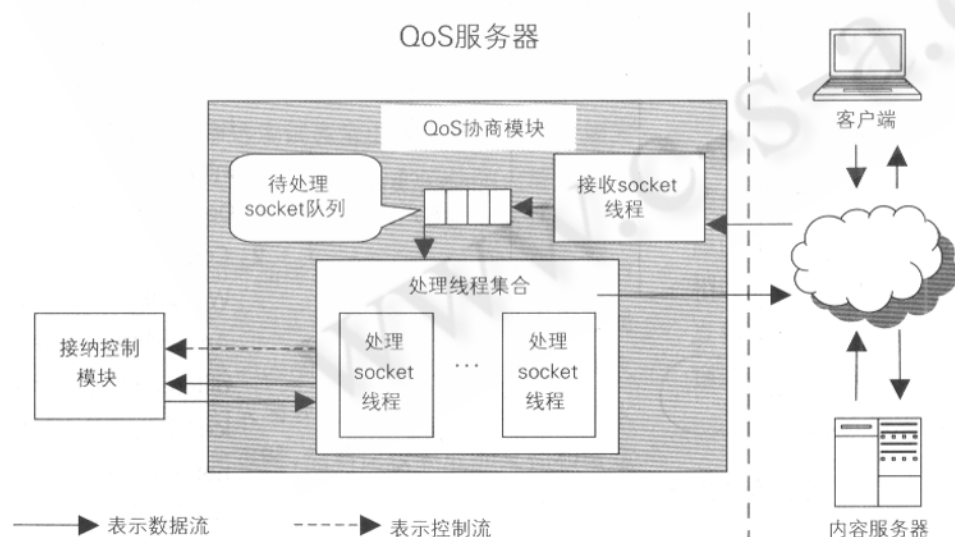 QoS服务器
QoS协商模块
客户端
待处理
socket队列
接收socket
线程
处理线程集合
接纳控制
模块
处理
socket
线程
...
处理
socket
线程
表示数据流
表示控制流
内容服务器
www.c-s-a.